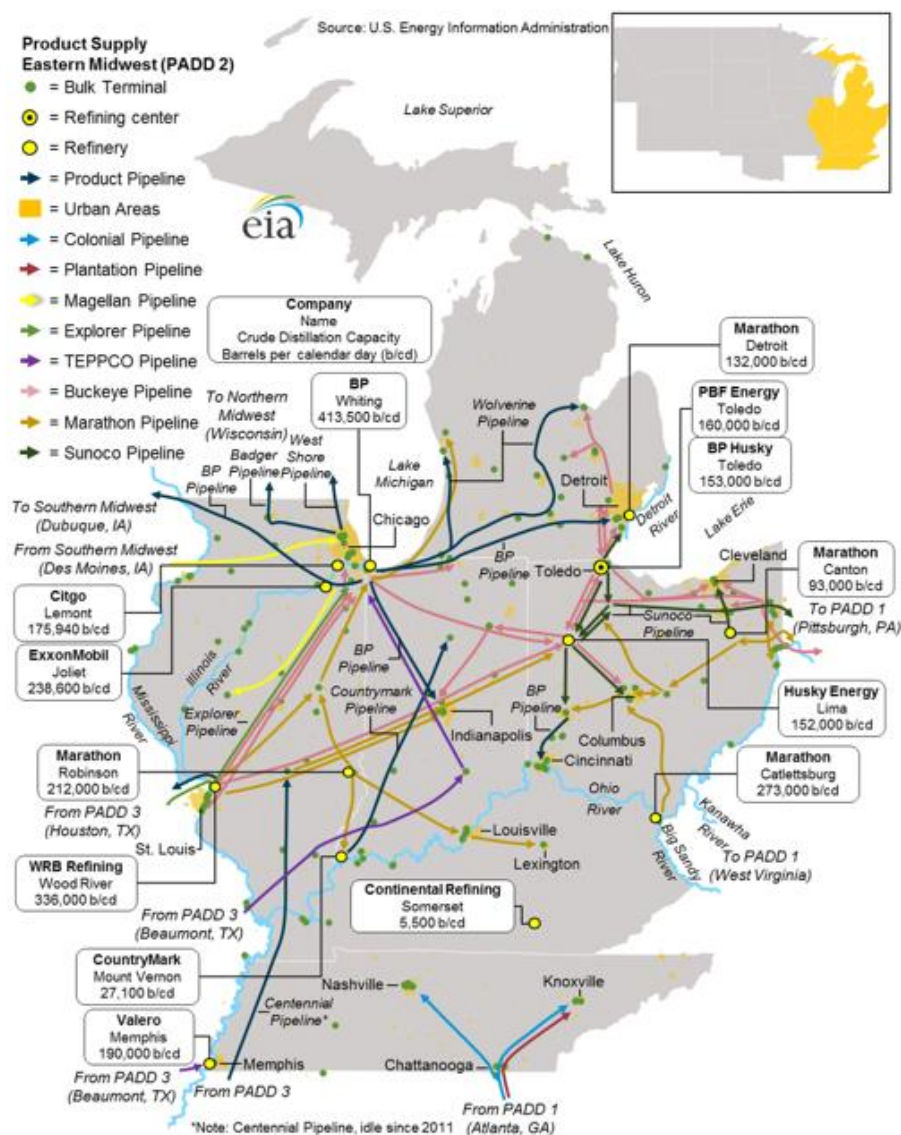 Source: U.S. Energy Information Administration
Product Supply
Eastern Midwest (PADD 2)
= Bulk Terminal
= Refining center
= Refinery
= Product Pipeline
= Urban Areas
= Colonial Pipeline
= Plantation Pipeline
= Magellan Pipeline
= Explorer Pipeline
= TEPPCO Pipeline
= Buckeye Pipeline
= Marathon Pipeline
= Sunoco Pipeline
Lake Superior
eia
Lake Huron
Company
Name
Crude Distillation Capacity
Barrels per calendar day (b/cd)
Marathon
Detroit
132,000 b/cd
BP
Whiting
413,500 b/cd
PBF Energy
Toledo
160,000 b/cd
BP Husky
Toledo
153,000 b/cd
To Northern
Midwest
(Wisconsin)
Wolverine
Pipeline
BP
Pipeline
Badger
Pipeline
West
Shore
Pipeline
Lake
Michigan
Detroit
Detroit
River
Lake Erie
To Southern Midwest
(Dubuque, IA)
Chicago
From Southern Midwest
(Des Moines, IA)
BP
Pipeline
Toledo
Cleveland
Marathon
Canton
93,000 b/cd
Citgo
Lemont
175,940 b/cd
Sunoco
Pipeline
To PADD 1
(Pittsburgh, PA)
ExxonMobil
Joliet
238,600 b/cd
Illinois
River
BP
Pipeline
Mississippi
River
Explorer
Pipeline
Countrymark
Pipeline
BP
Pipeline
Husky Energy
Lima
152,000 b/cd
Indianapolis
Columbus
Cincinnati
Marathon
Robinson
212,000 b/cd
Marathon
Catlettsburg
273,000 b/cd
Ohio
River
From PADD 3
(Houston, TX)
Kanawha
River
Louisville
Big Sandy
River
St. Louis
Lexington
To PADD 1
(West Virginia)
WRB Refining
Wood River
336,000 b/cd
Continental Refining
Somerset
5,500 b/cd
From PADD 3
(Beaumont, TX)
CountryMark
Mount Vernon
27,100 b/cd
Nashville
Knoxville
Centennial
Pipeline*
Valero
Memphis
190,000 b/cd
Memphis
Chattanooga
From PADD 3
(Beaumont, TX)
From PADD 3
From PADD 1
(Atlanta, GA)
*Note: Centennial Pipeline, idle since 2011